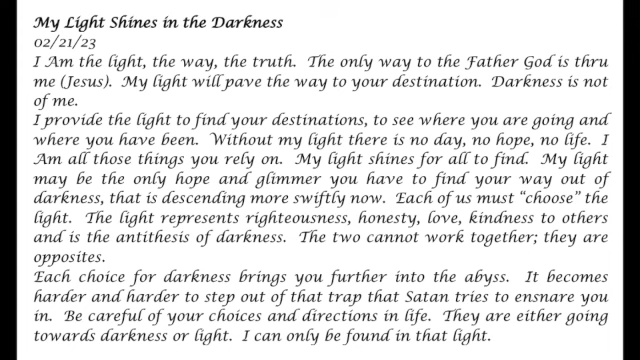 My Light Shines in the Darkness
02/21/23
I Am the light, the way, the truth. The only way to the Father God is thru
me (Jesus). My light will pave the way to your destination. Darkness is not
of me.
I provide the light to find your destinations, to see where you are going and
where you have been. Without my light there is no day, no hope, no life. I
Am all those things you rely on. My light shines for all to find. My light
may be the only hope and glimmer you have to find your way out of
darkness, that is descending more swiftly now. Each of us must “choose” the
light. The light represents righteousness, honesty, love, kindness to others
and is the antithesis of darkness. The two cannot work together; they are
opposites.
Each choice for darkness brings you further into the abyss. It becomes
harder and harder to step out of that trap that Satan tries to ensnare you
in. Be careful of your choices and directions in life. They are either going
towards darkness or light. I can only be found in that light.